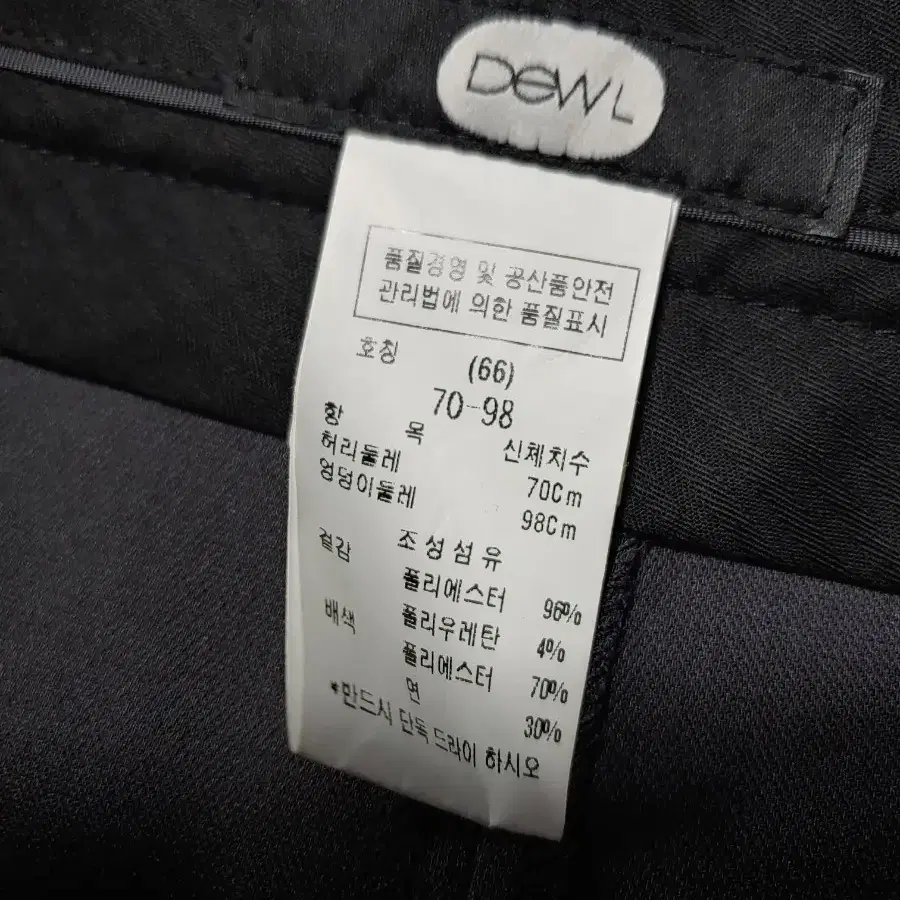 DEWL
품질경영 및 공산품안전
관리법에 의한 품질표시
호칭 (66)
70-98
항 목 신체치수
허리둘레 70Cm
엉덩이둘레 98Cm
조성섬유
겉감 폴리에스터 96%
폴리우레탄 4%
배색 폴리에스터 70%
면 30%
*반드시 단독 드라이 하시오